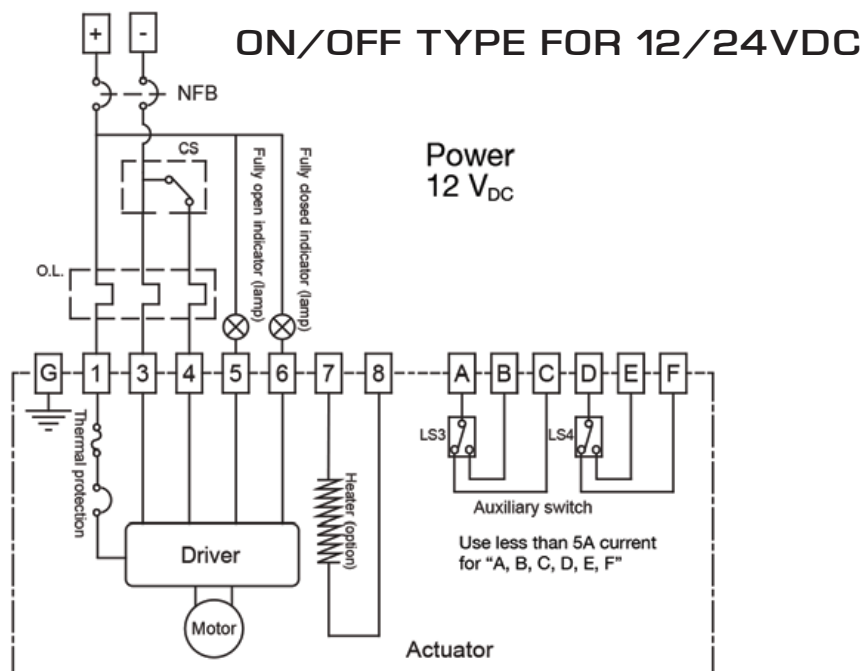 + -
ON/OFF TYPE FOR 12/24VDC
NFB
CS
Power
12 VDC
Fully open indicator (lamp)
Fully closed indicator (lamp)
O.L.
G 1 3 4 5 6 7 8 A B C D E F
Thermal protection
LS3
LS4
Heater (option)
Auxiliary switch
Use less than 5A current
for “A, B, C, D, E, F”
Driver
Motor
Actuator